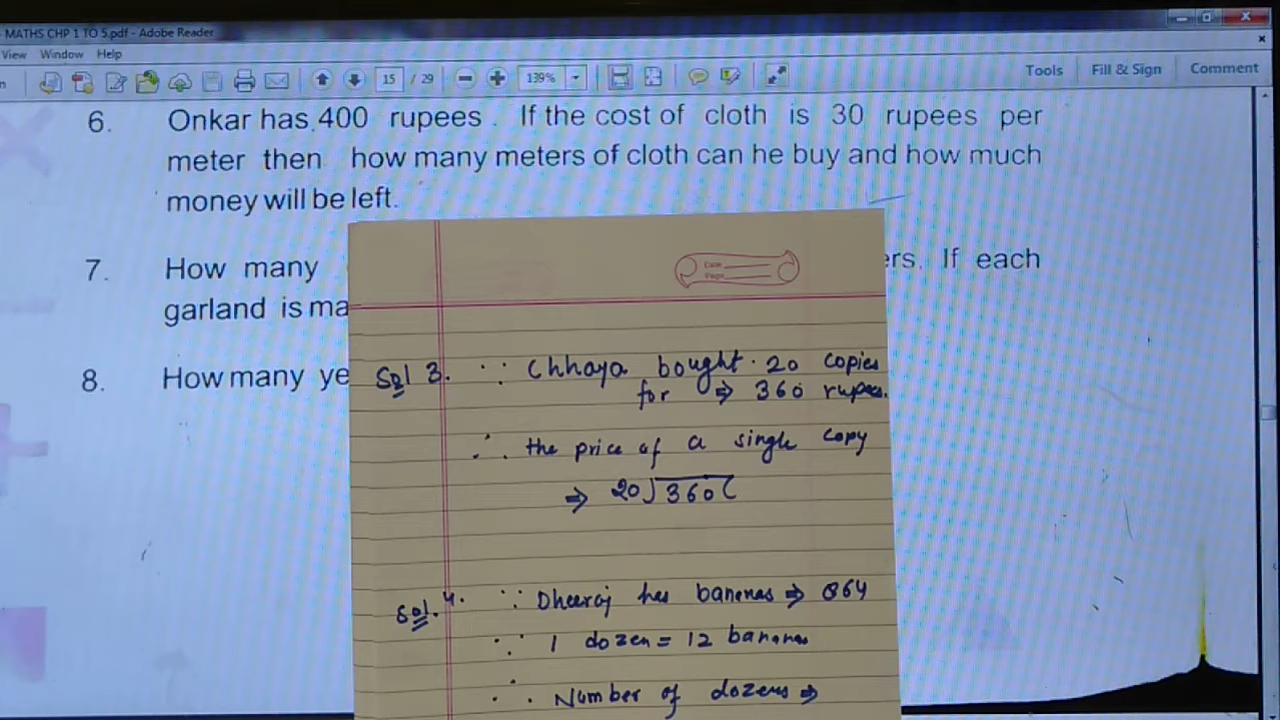 MATHS CHP 1 TO 5.pdf - Adobe Reader
View Window Help
15 / 29 139% Tools Fill & Sign Comment
6. Onkar has 400 rupees . If the cost of cloth is 30 rupees per
meter then how many meters of cloth can he buy and how much
money will be left.
7. How many ers. If each
garland is ma
8. How many ye
Date
Page
Sol 3. ∵ Chhaya bought 20 copies
for ⇒ 360 rupees.
∴ the price of a single copy
⇒ 20)360(
Sol. 4. ∵ Dheeraj has bananas ⇒ 864
∵ 1 dozen = 12 bananas
∴ Number of dozens ⇒